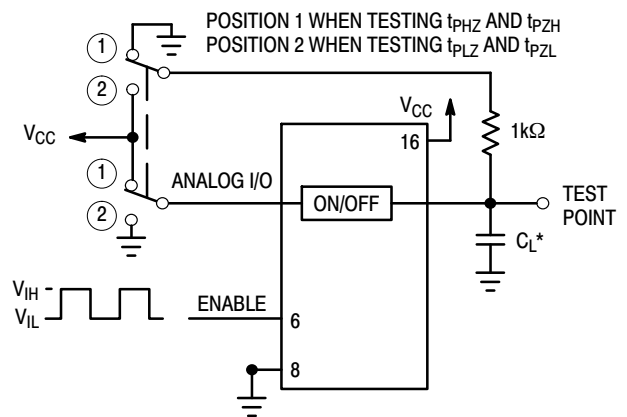 POSITION 1 WHEN TESTING tPHZ AND tPZH
POSITION 2 WHEN TESTING tPLZ AND tPZL
1
2
VCC
1
2
ANALOG I/O
ON/OFF
VCC
16
1kΩ
TEST
POINT
CL*
VIH
VIL
ENABLE
6
8